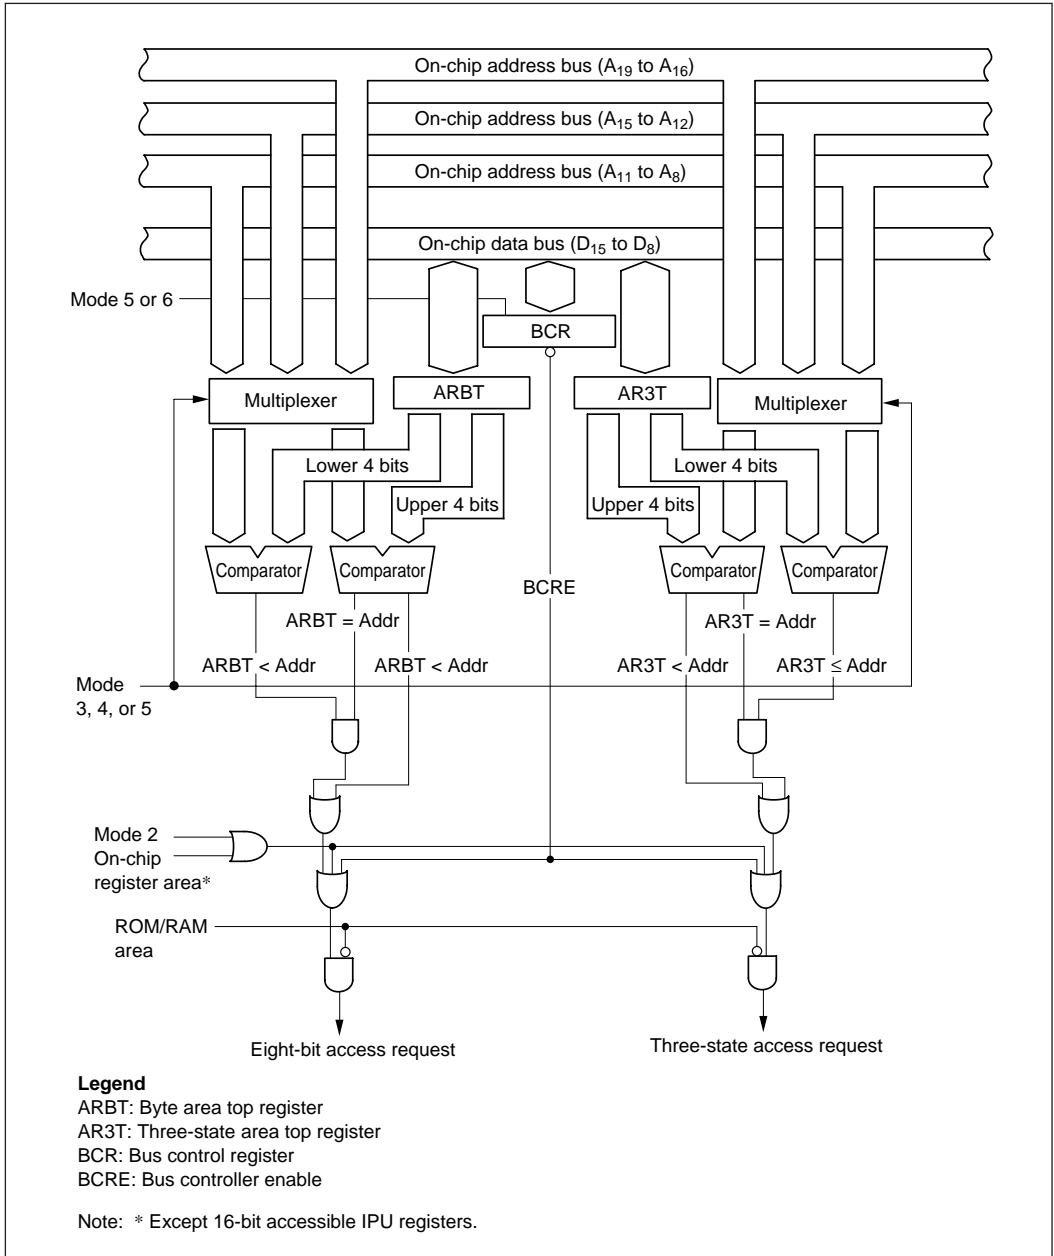 On-chip address bus (A19 to A16)
On-chip address bus (A15 to A12)
On-chip address bus (A11 to A8)
On-chip data bus (D15 to D8)
Mode 5 or 6
BCR
Multiplexer
ARBT
AR3T
Multiplexer
Lower 4 bits
Lower 4 bits
Upper 4 bits
Upper 4 bits
Comparator
Comparator
Comparator
Comparator
BCRE
ARBT = Addr
AR3T = Addr
ARBT < Addr
ARBT < Addr
AR3T < Addr
AR3T ≤ Addr
Mode
3, 4, or 5
Mode 2
On-chip
register area*
ROM/RAM
area
Eight-bit access request
Three-state access request
Legend
ARBT: Byte area top register
AR3T: Three-state area top register
BCR: Bus control register
BCRE: Bus controller enable
Note: * Except 16-bit accessible IPU registers.